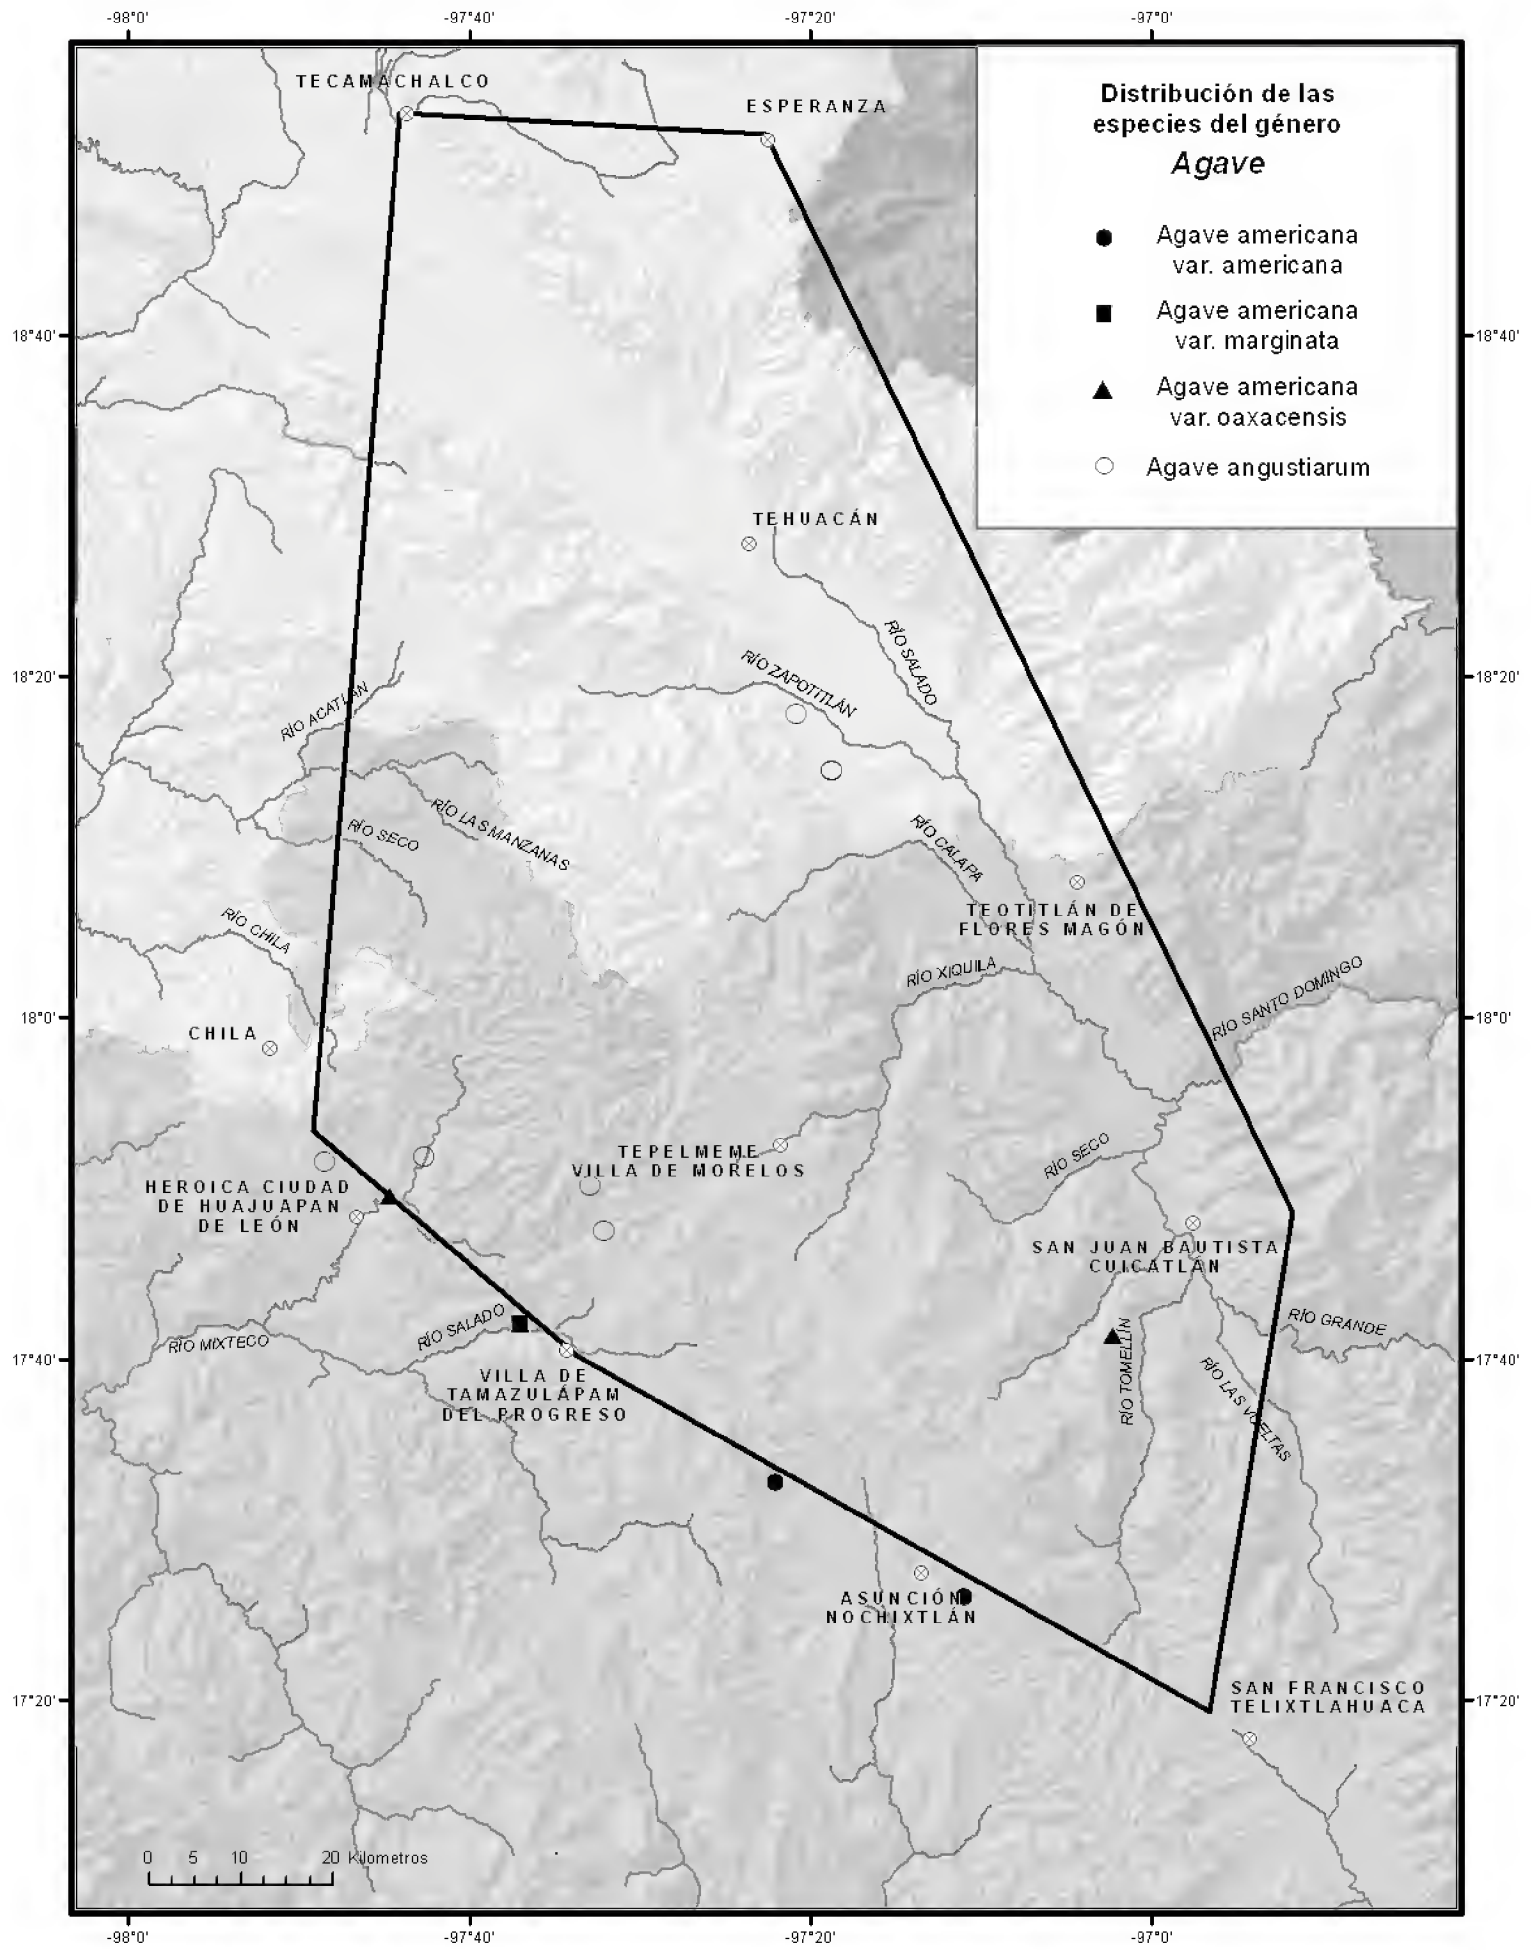 -98°0'
-97°40'
-97°20'
-97°0'
TECAMACHALCO
ESPERANZA
Distribución de las
especies del género
Agave
Agave americana
var. americana
Agave americana
var. marginata
Agave americana
var. oaxacensis
Agave angustiarum
18°40'
18°40'
TEHUACÁN
RÍO SALADO
RÍO ZAPOTITLÁN
18°20'
18°20'
RÍO ACATLÁN
RÍO LAS MANZANAS
RÍO SECO
RÍO CALAPA
TEOTITLÁN DE
FLORES MAGÓN
RÍO CHILA
RÍO XIQUILA
RÍO SANTO DOMINGO
18°0'
18°0'
CHILA
TEPELMEME
VILLA DE MORELOS
RÍO SECO
HEROICA CIUDAD
DE HUAJUAPAN
DE LEÓN
SAN JUAN BAUTISTA
CUICATLÁN
RÍO SALADO
RÍO MIXTECO
RÍO GRANDE
RÍO TOMELLÍN
RÍO LAS VUELTAS
17°40'
17°40'
VILLA DE
TAMAZULÁPAM
DEL PROGRESO
ASUNCIÓN
NOCHIXTLÁN
SAN FRANCISCO
TELIXTLAHUACA
17°20'
17°20'
0 5 10 20 Kilometros
-98°0'
-97°40'
-97°20'
-97°0'